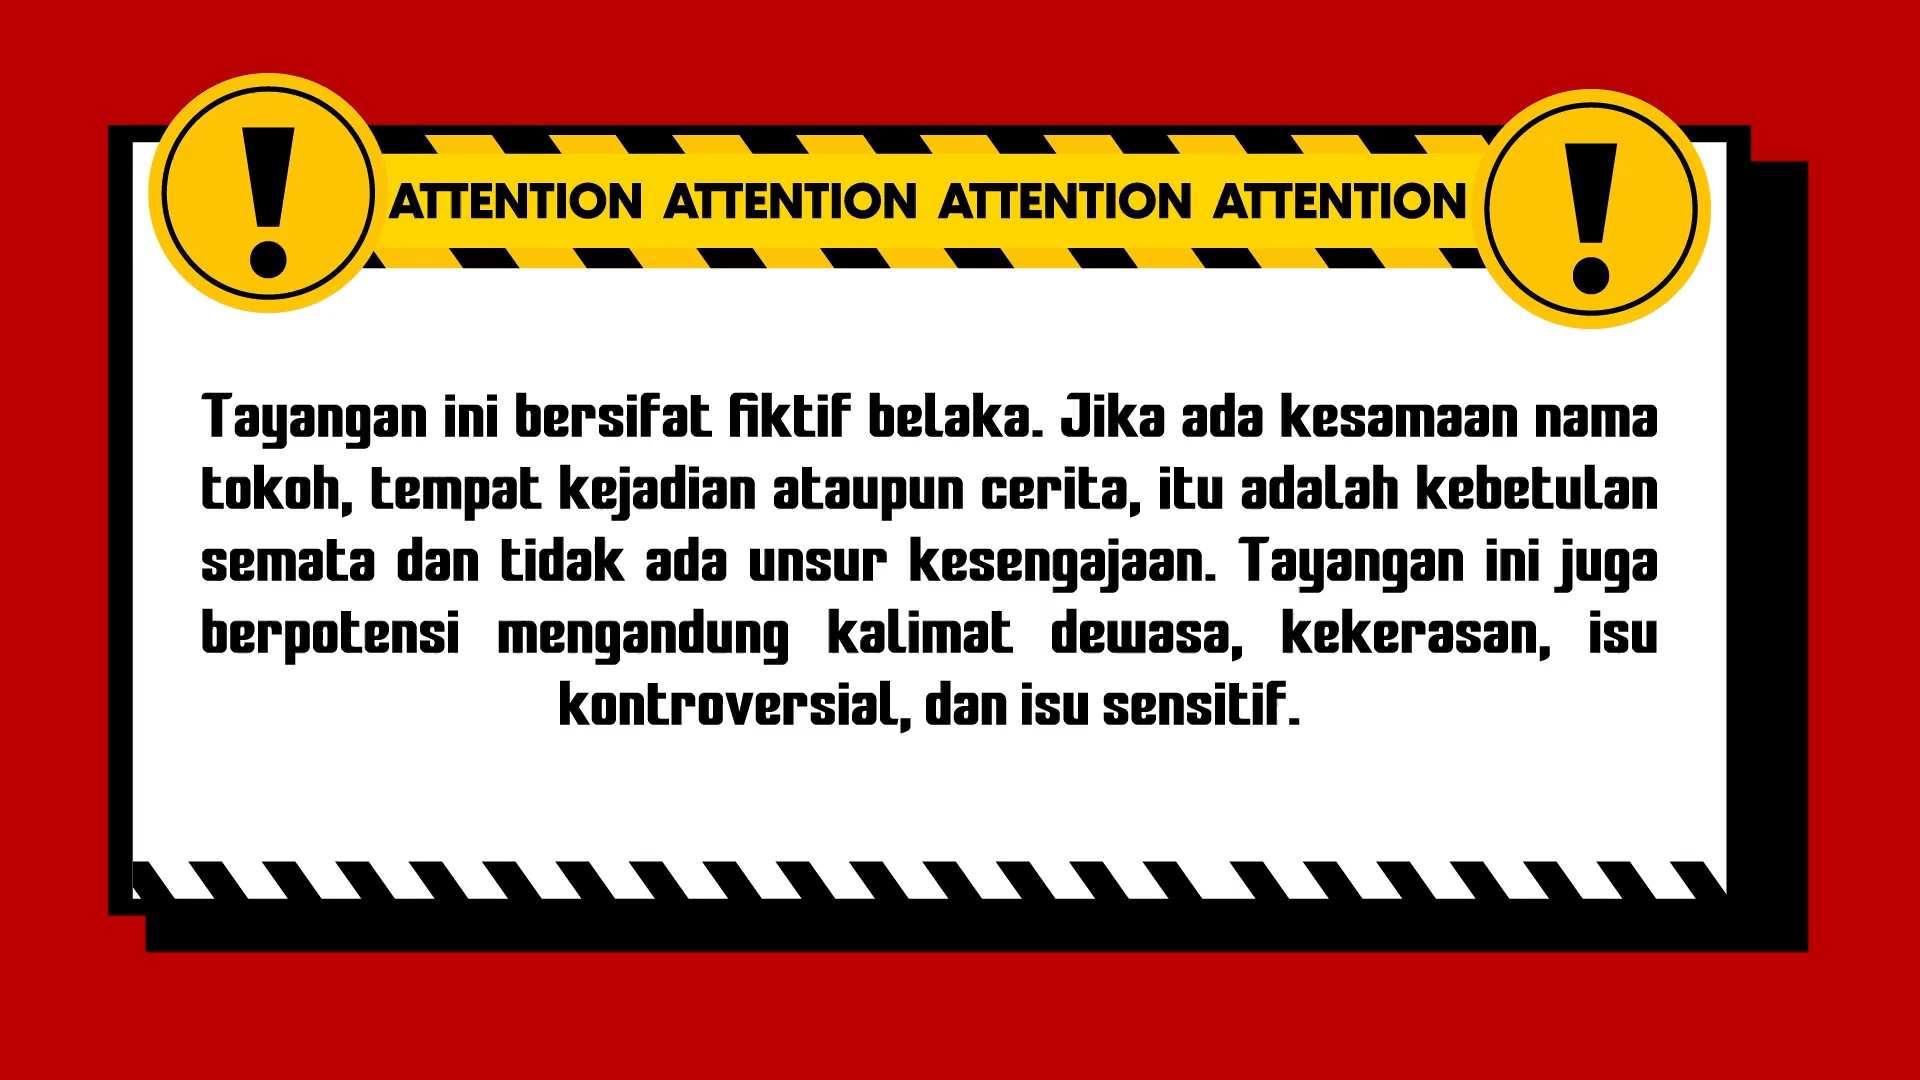 ATTENTION ATTENTION ATTENTION ATTENTION
Tayangan ini bersifat fiktif belaka. Jika ada kesamaan nama
tokoh, tempat kejadian ataupun cerita, itu adalah kebetulan
semata dan tidak ada unsur kesengajaan. Tayangan ini juga
berpotensi mengandung kalimat dewasa, kekerasan, isu
kontroversial, dan isu sensitif.